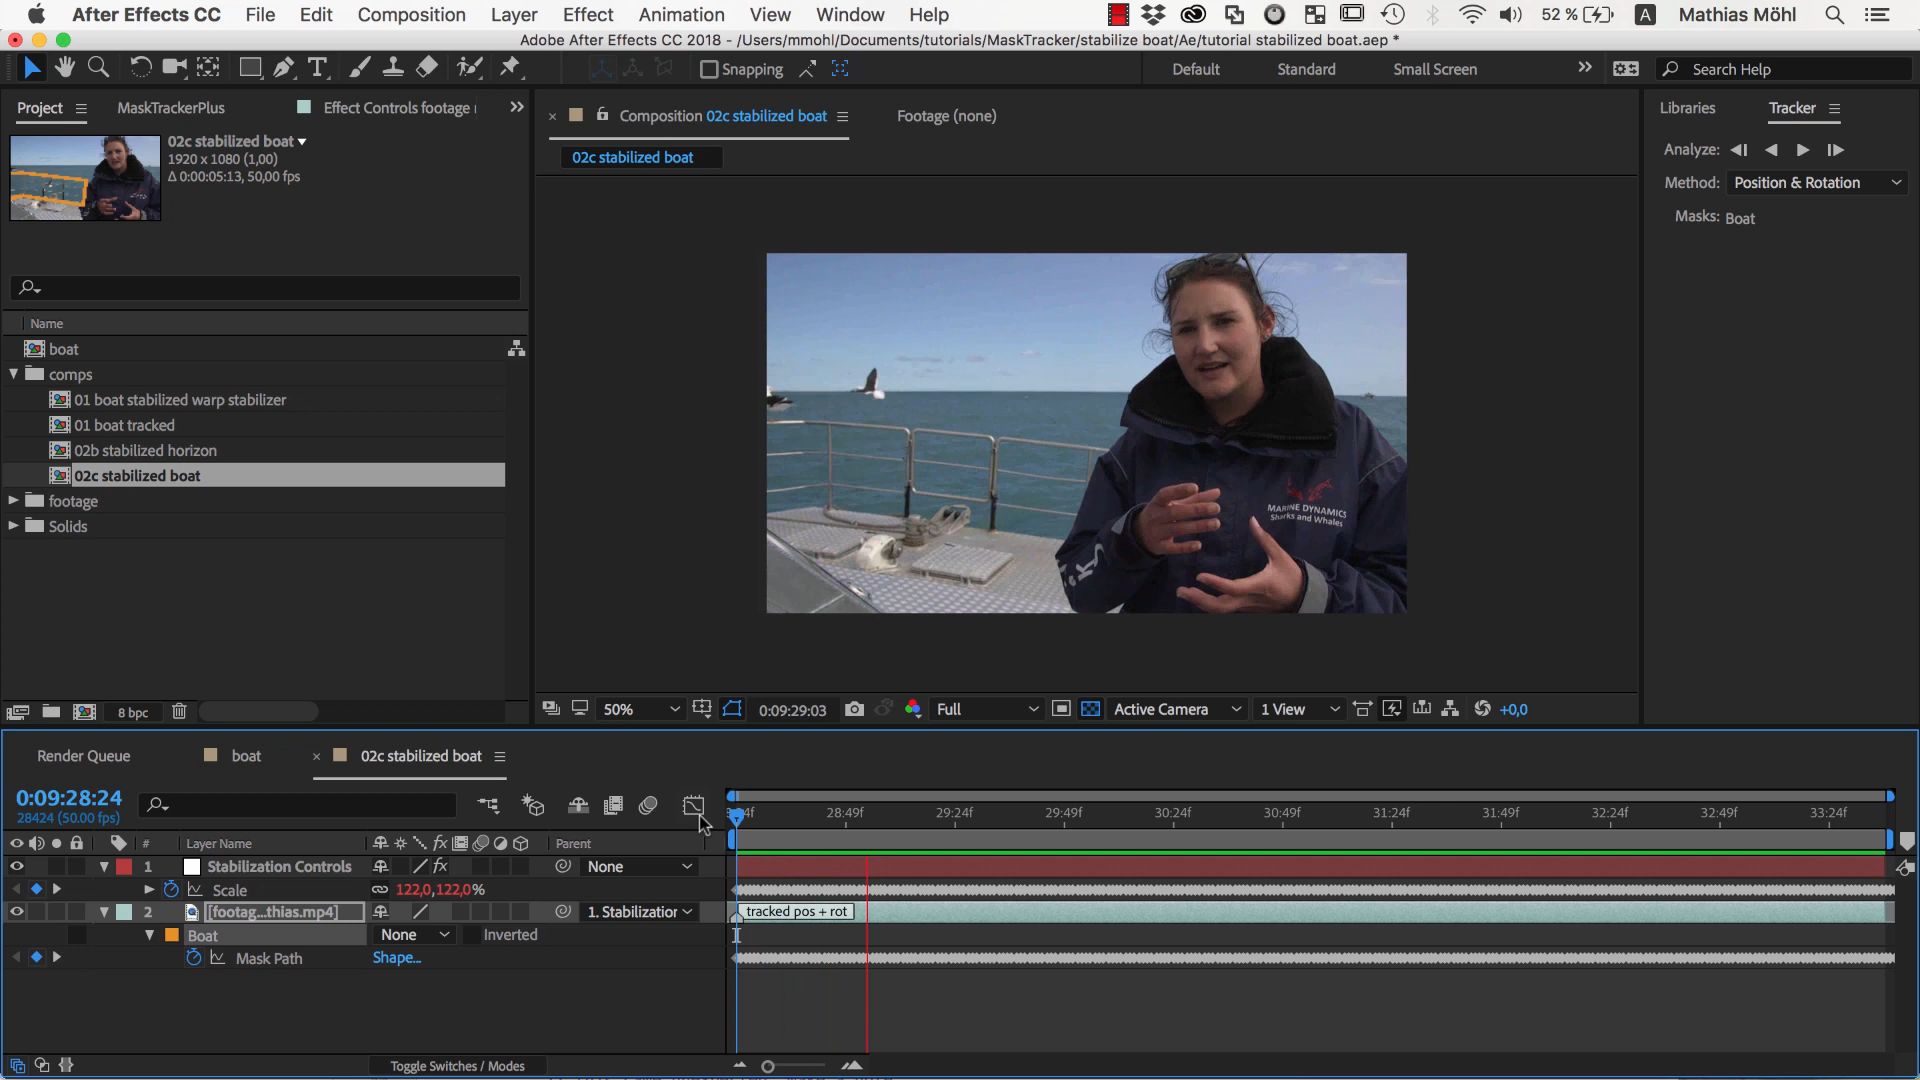 After Effects CC File Edit Composition Layer Effect Animation View Window Help 52 % A Mathias Möhl
Adobe After Effects CC 2018 - /Users/mmohl/Documents/tutorials/MaskTracker/stabilize boat/Ae/tutorial stabilized boat.aep *
Snapping Default Standard Small Screen Search Help
Project MaskTrackerPlus Effect Controls footage
Composition 02c stabilized boat Footage (none)
Libraries Tracker
02c stabilized boat
1920 x 1080 (1,00)
Δ 0:00:05:13, 50,00 fps
02c stabilized boat
Analyze:
Method: Position & Rotation
Masks: Boat
Name
boat
comps
01 boat stabilized warp stabilizer
01 boat tracked
02b stabilized horizon
02c stabilized boat
footage
Solids
MARINE DYNAMICS
Sharks and Whales
8 bpc
50% 0:09:29:03 Full Active Camera 1 View +0,0
Render Queue boat 02c stabilized boat
0:09:28:24
28424 (50.00 fps)
28:49f 29:24f 29:49f 30:24f 30:49f 31:24f 31:49f 32:24f 32:49f 33:24f
# Layer Name fx Parent
1 Stabilization Controls fx None
Scale 122,0,122,0%
2 [footag...thias.mp4] 1. Stabilization tracked pos + rot
Boat None Inverted
Mask Path Shape...
Toggle Switches / Modes